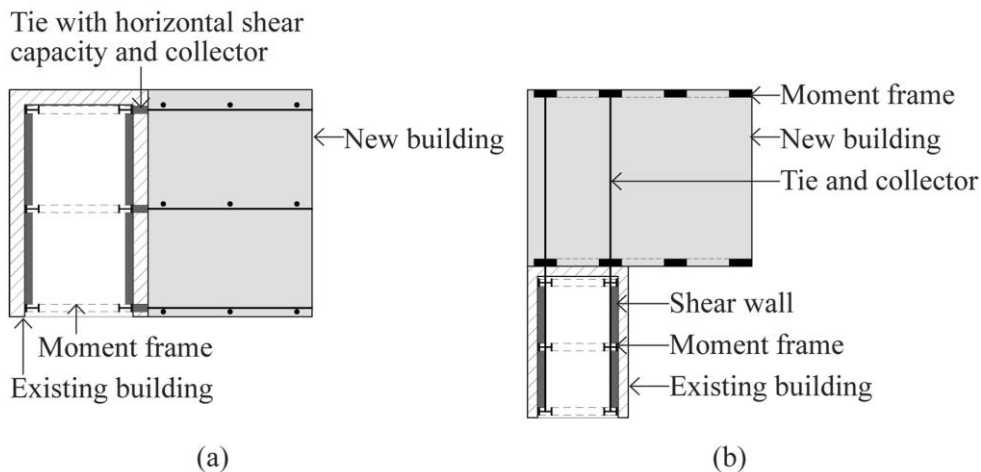 Tie with horizontal shear
capacity and collector
New building
Moment frame
Existing building
(a)
Moment frame
New building
Tie and collector
Shear wall
Moment frame
Existing building
(b)